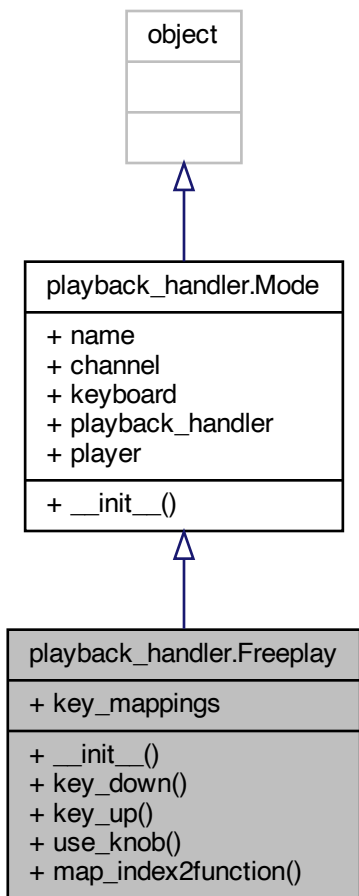 object
playback_handler.Mode
+ name
+ channel
+ keyboard
+ playback_handler
+ player
+ __init__()
playback_handler.Freeplay
+ key_mappings
+ __init__()
+ key_down()
+ key_up()
+ use_knob()
+ map_index2function()